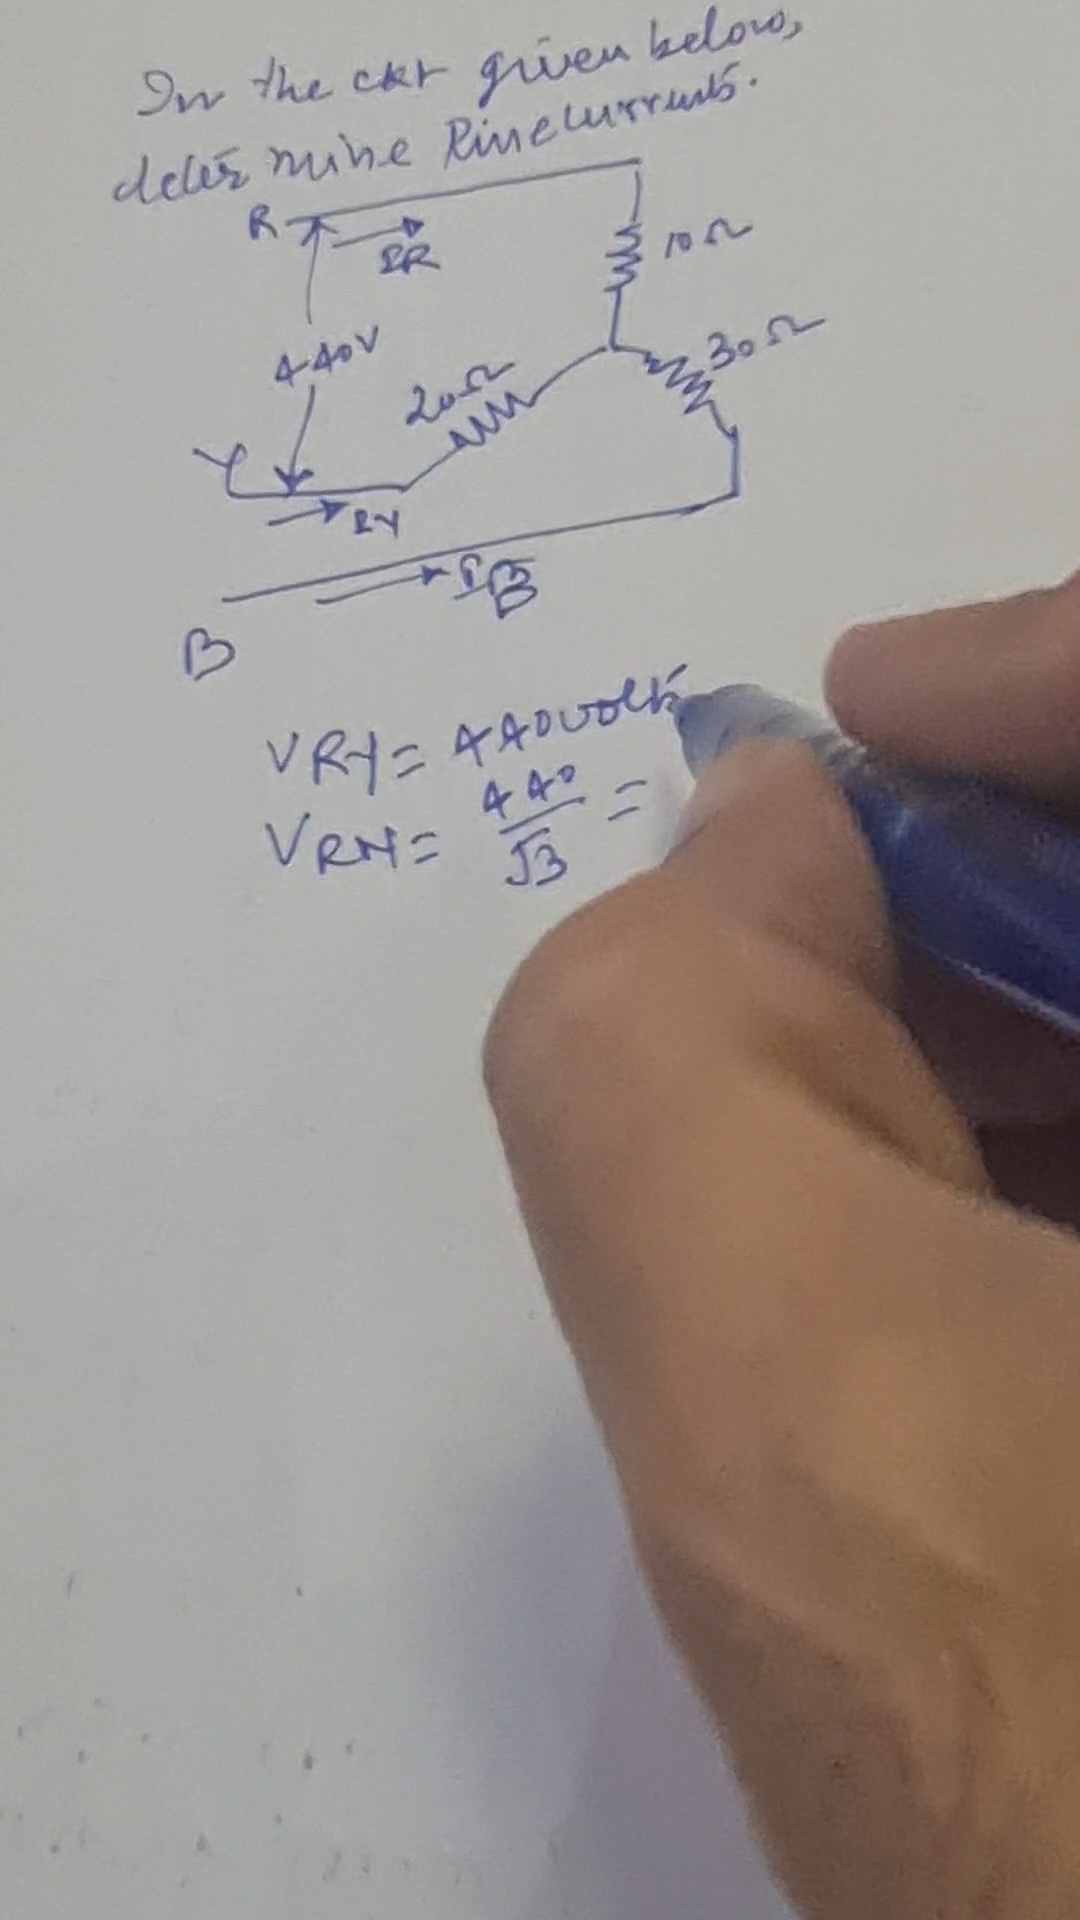 In the ckt given below,
determine line currents.
R
IR
10Ω
440V
30Ω
20Ω
Y
IY
IB
B
VRY = 440 volts
VRN = 440/√3 =